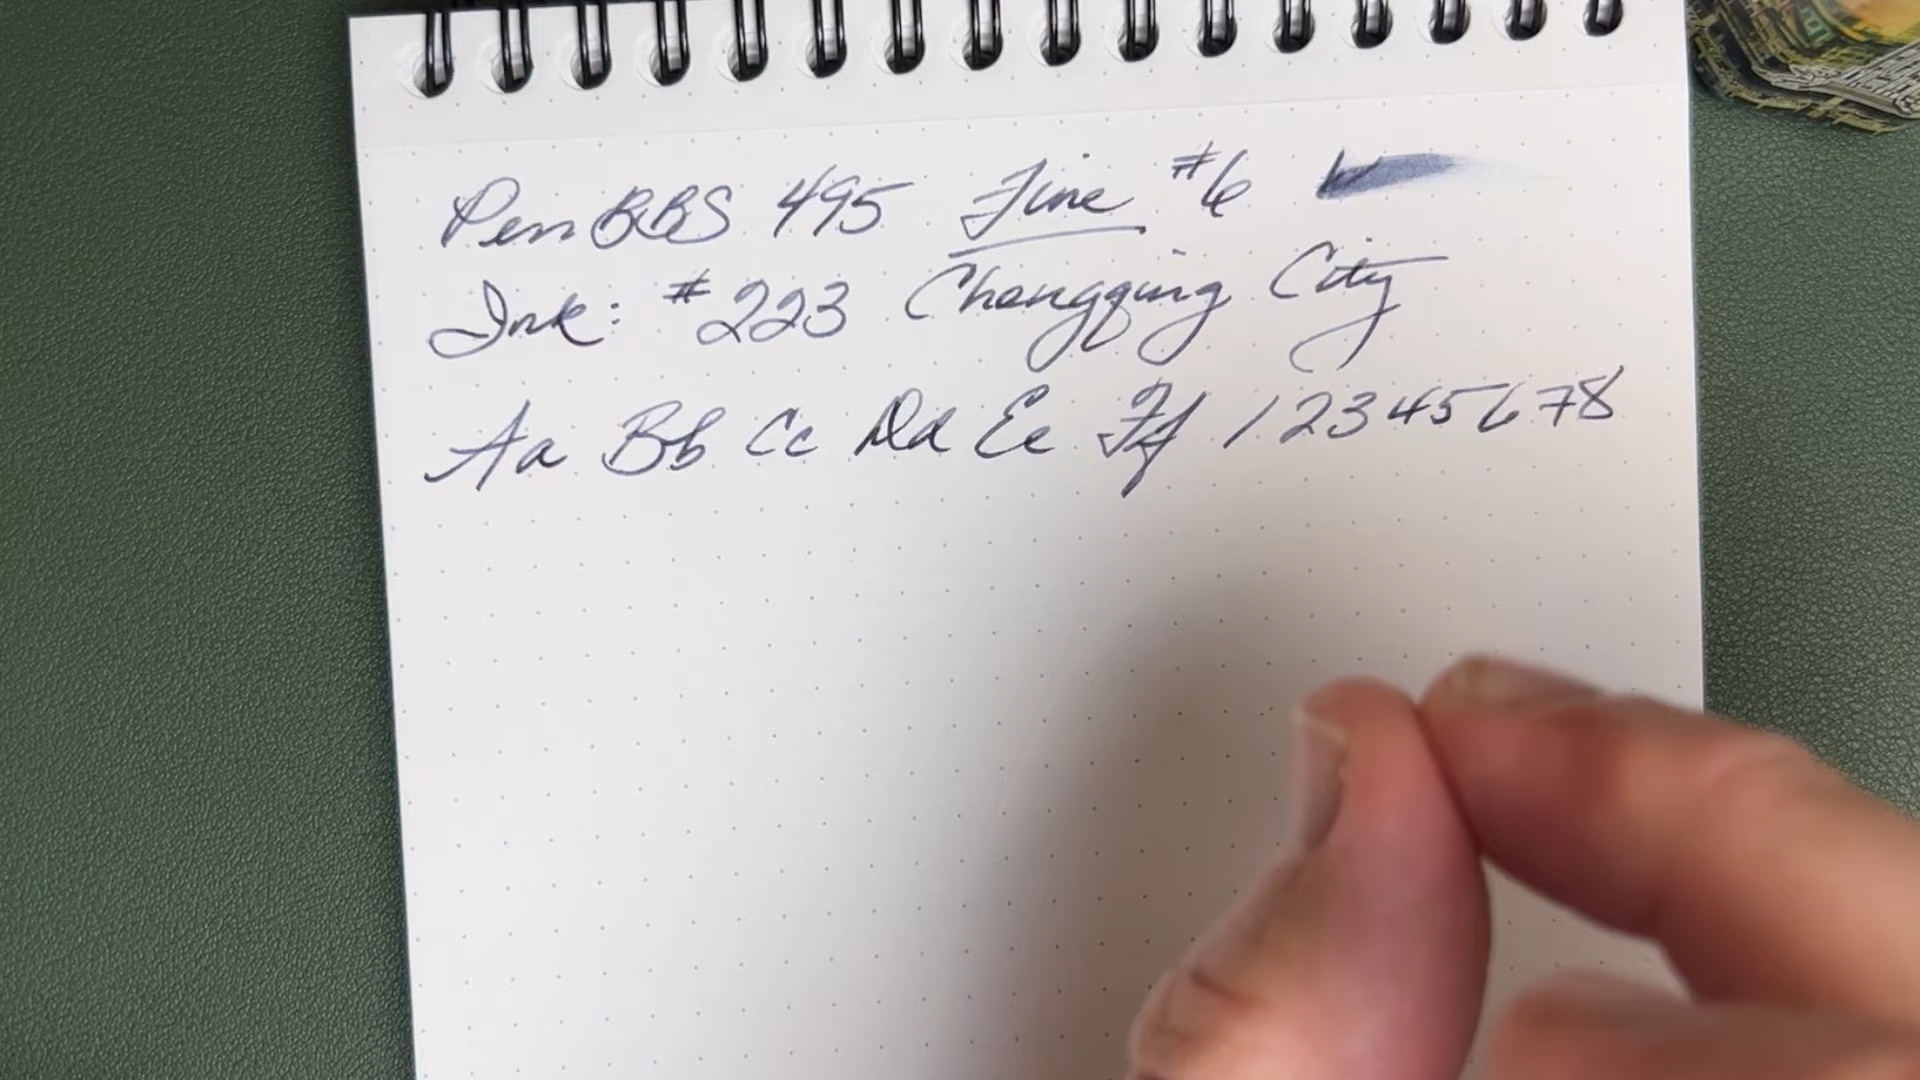 PenBBS 495 Fine #6
Ink: #223 Chongqing City
Aa Bb Cc Dd Ee Ff 12345678